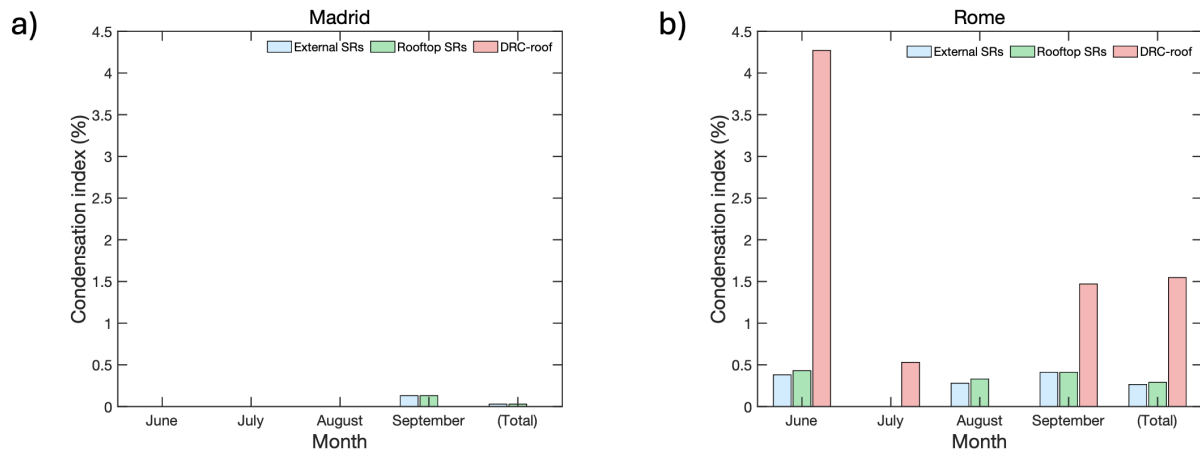 a)
Madrid
External SRs Rooftop SRs DRC-roof
4.5
4
3.5
3
2.5
2
1.5
1
0.5
0
Condensation index (%)
June July August September (Total)
Month
b)
Rome
External SRs Rooftop SRs DRC-roof
4.5
4
3.5
3
2.5
2
1.5
1
0.5
0
Condensation index (%)
June July August September (Total)
Month